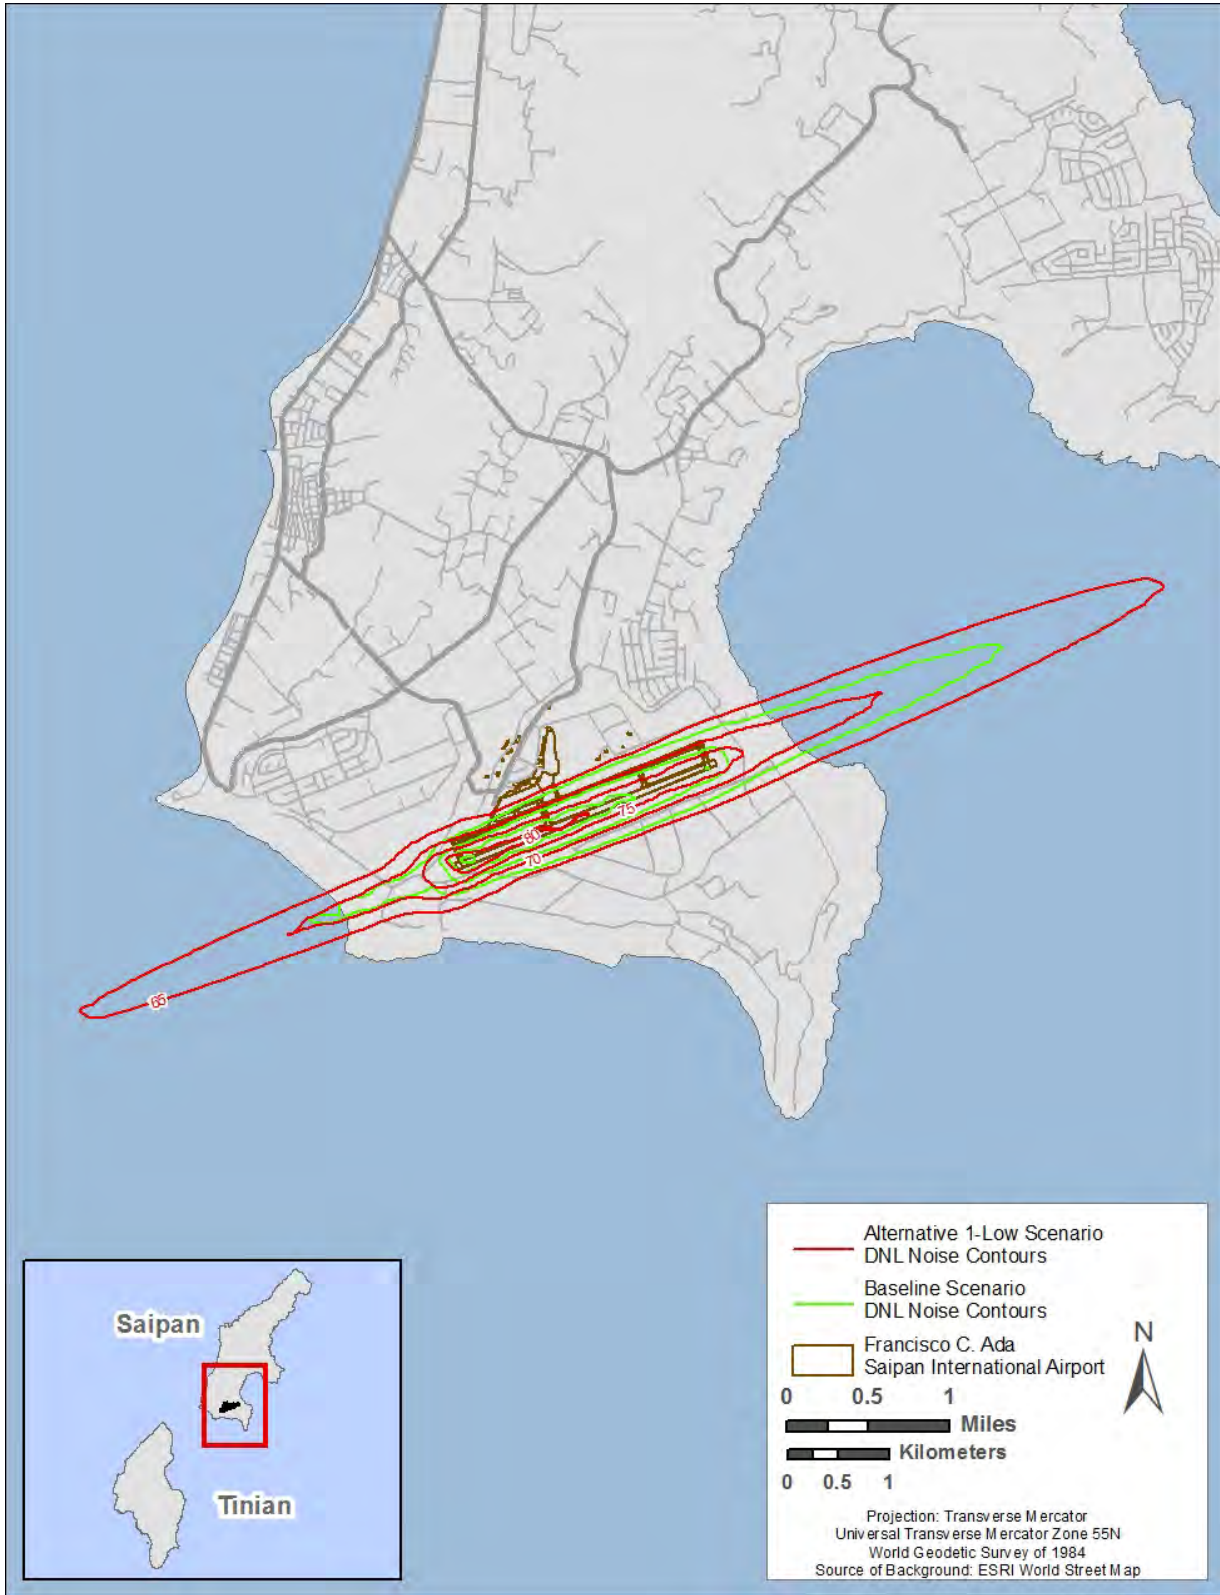 75
80
70
65
Alternative 1-Low Scenario
DNL Noise Contours
Baseline Scenario
DNL Noise Contours
Francisco C. Ada
Saipan International Airport
N
0 0.5 1
Miles
Kilometers
0 0.5 1
Projection: Transverse Mercator
Universal Transverse Mercator Zone 55N
World Geodetic Survey of 1984
Source of Background: ESRI World Street Map
Saipan
Tinian